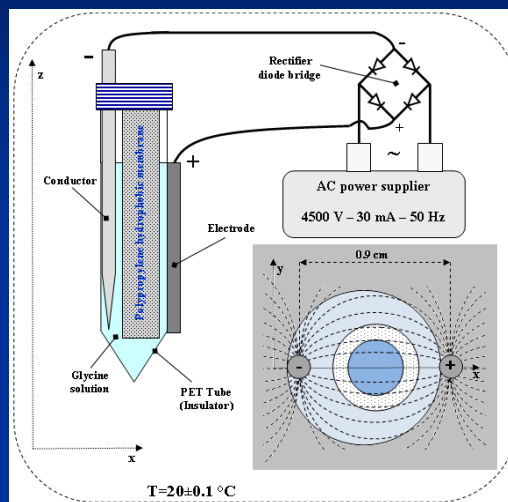 -
Rectifier
diode bridge
-
z
+
+
~
AC power supplier
4500 V – 30 mA – 50 Hz
Polypropylene hydrophobic membrane
Conductor
Electrode
0.9 cm
y
-
+
x
Glycine
solution
PET Tube
(Insulator)
x
T=20±0.1 °C